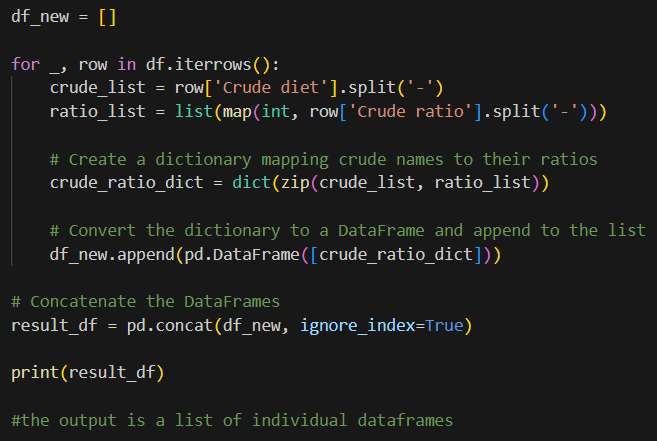 df_new = []
for _, row in df.iterrows():
    crude_list = row['Crude diet'].split('-')
    ratio_list = list(map(int, row['Crude ratio'].split('-')))
    # Create a dictionary mapping crude names to their ratios
    crude_ratio_dict = dict(zip(crude_list, ratio_list))
    # Convert the dictionary to a DataFrame and append to the list
    df_new.append(pd.DataFrame([crude_ratio_dict]))
# Concatenate the DataFrames
result_df = pd.concat(df_new, ignore_index=True)
print(result_df)
#the output is a list of individual dataframes